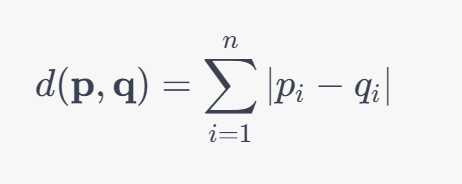 d(𝐩, 𝐪) = ∑_{i=1}^{n} |p_i − q_i|